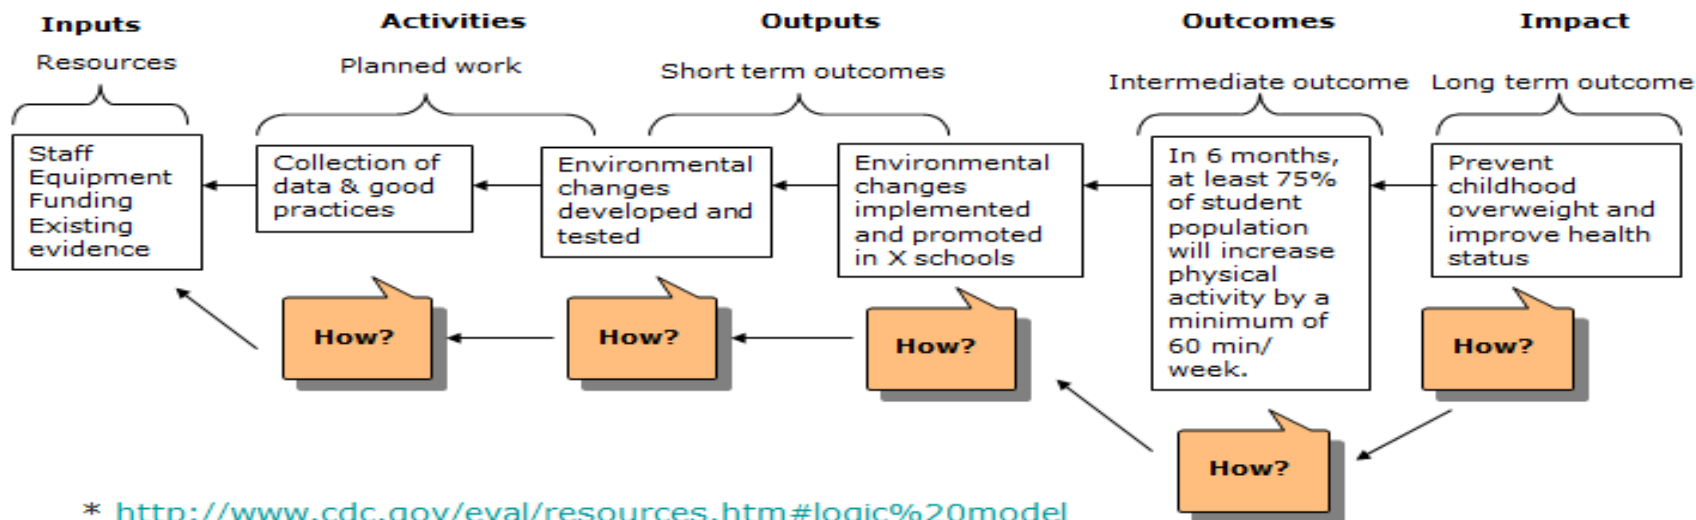 Inputs
Activities
Outputs
Outcomes
Impact
Resources
Planned work
Short term outcomes
Intermediate outcome
Long term outcome
Staff
Equipment
Funding
Existing
evidence
Collection of
data & good
practices
Environmental
changes
developed and
tested
Environmental
changes
implemented
and promoted
in X schools
In 6 months,
at least 75%
of student
population
will increase
physical
activity by a
minimum of
60 min/
week.
Prevent
childhood
overweight and
improve health
status
How?
How?
How?
How?
How?
* http://www.cdc.gov/eval/resources.htm#logic%20model